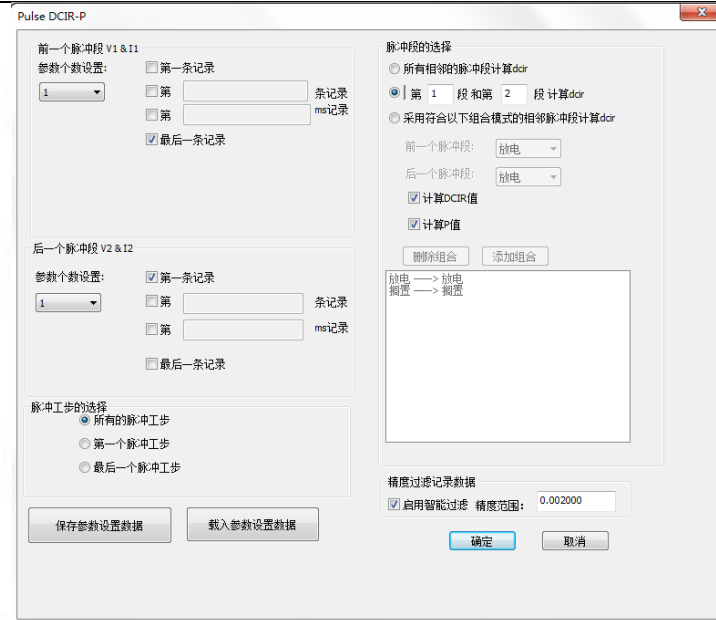 Pulse DCIR-P
前一个脉冲段 V1 & I1
参数个数设置:
第一条记录
1
第
条记录
第
ms记录
最后一条记录
后一个脉冲段 V2 & I2
参数个数设置:
第一条记录
1
第
条记录
第
ms记录
最后一条记录
脉冲工步的选择
所有的脉冲工步
第一个脉冲工步
最后一个脉冲工步
保存参数设置数据
载入参数设置数据
脉冲段的选择
所有相邻的脉冲段计算dcir
第 1 段 和第 2 段 计算dcir
采用符合以下组合模式的相邻脉冲段计算dcir
前一个脉冲段: 放电
后一个脉冲段: 放电
计算DCIR值
计算P值
删除组合
添加组合
放电 ——> 放电
搁置 ——> 搁置
精度过滤记录数据
启用智能过滤 精度范围: 0.002000
确定
取消